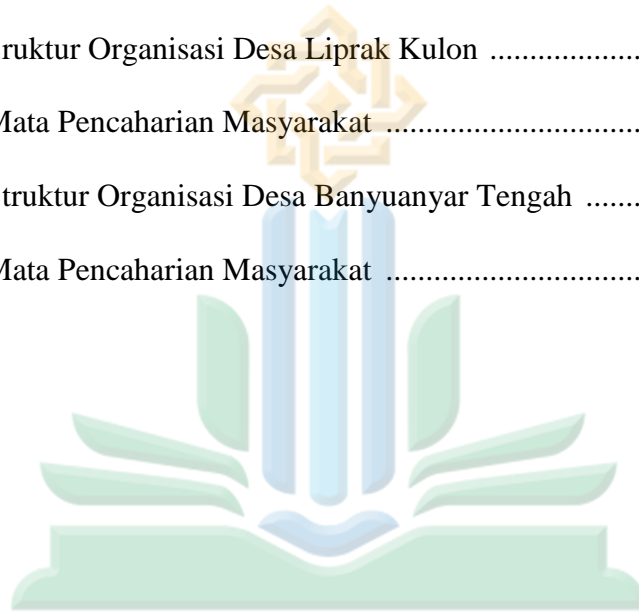 ruktur Organisasi Desa Liprak Kulon ..................
Mata Pencaharian Masyarakat ..............................
truktur Organisasi Desa Banyuanyar Tengah .......
Mata Pencaharian Masyarakat ..............................